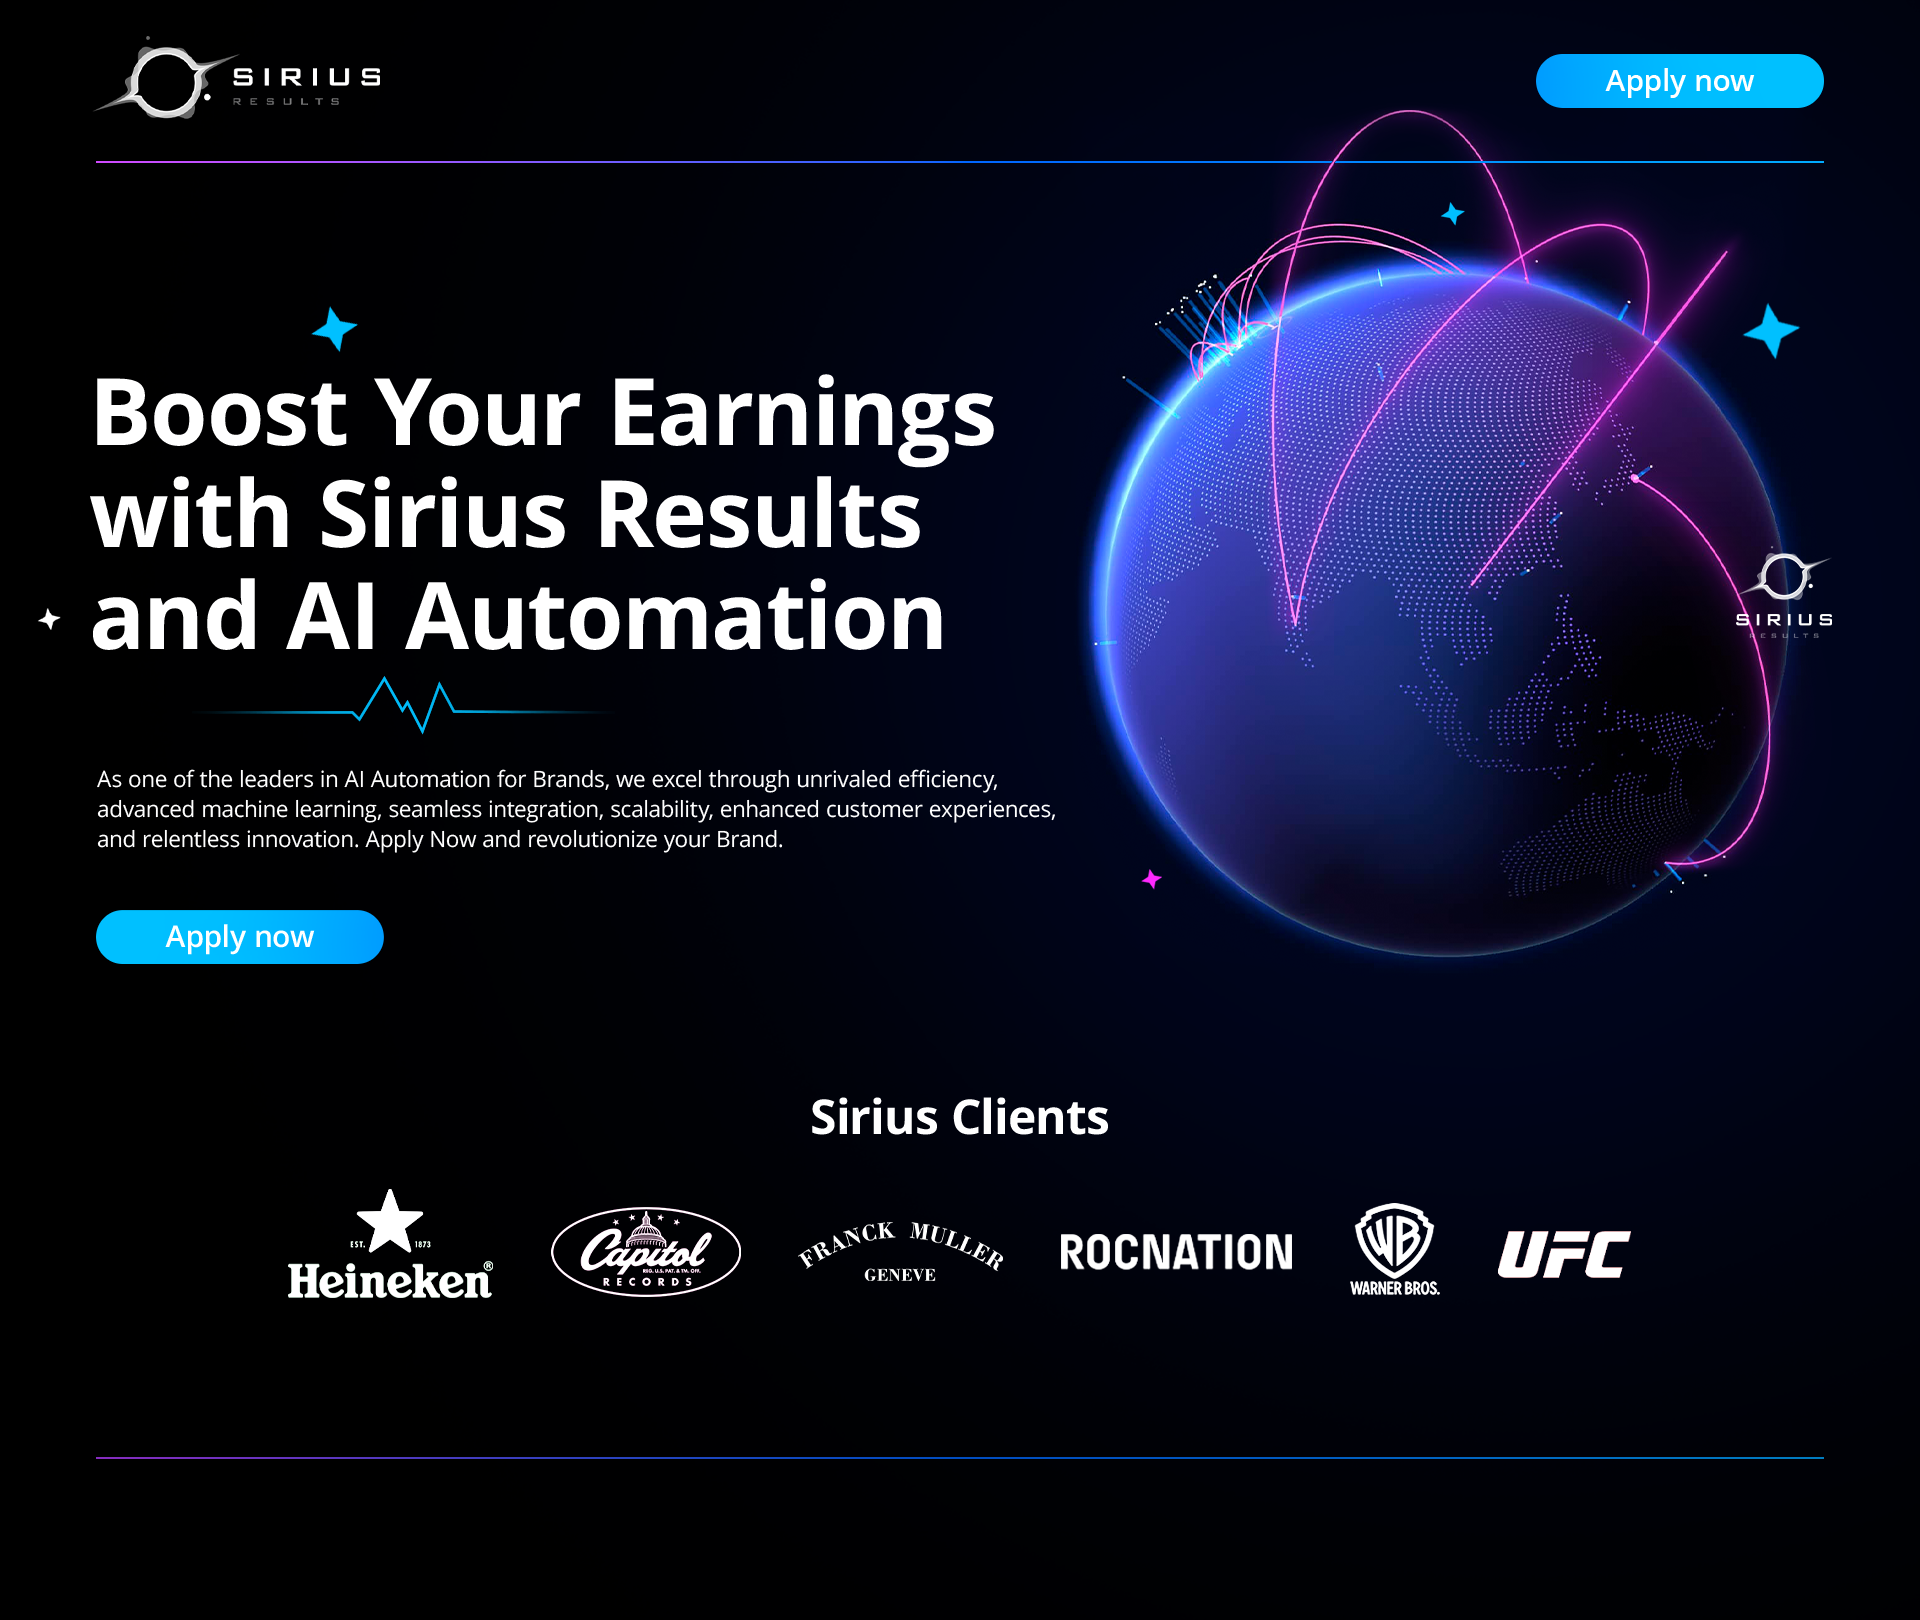 SIRIUS
RESULTS
Apply now
Boost Your Earnings
with Sirius Results
and AI Automation
SIRIUS
RESULTS
As one of the leaders in AI Automation for Brands, we excel through unrivaled efficiency,
advanced machine learning, seamless integration, scalability, enhanced customer experiences,
and relentless innovation. Apply Now and revolutionize your Brand.
Apply now
Sirius Clients
EST. 1873
Heineken®
Capitol
REG. U.S. PAT. & TM. OFF.
RECORDS
FRANCK MULLER
GENEVE
ROCNATION
WB
WARNER BROS.
UFC